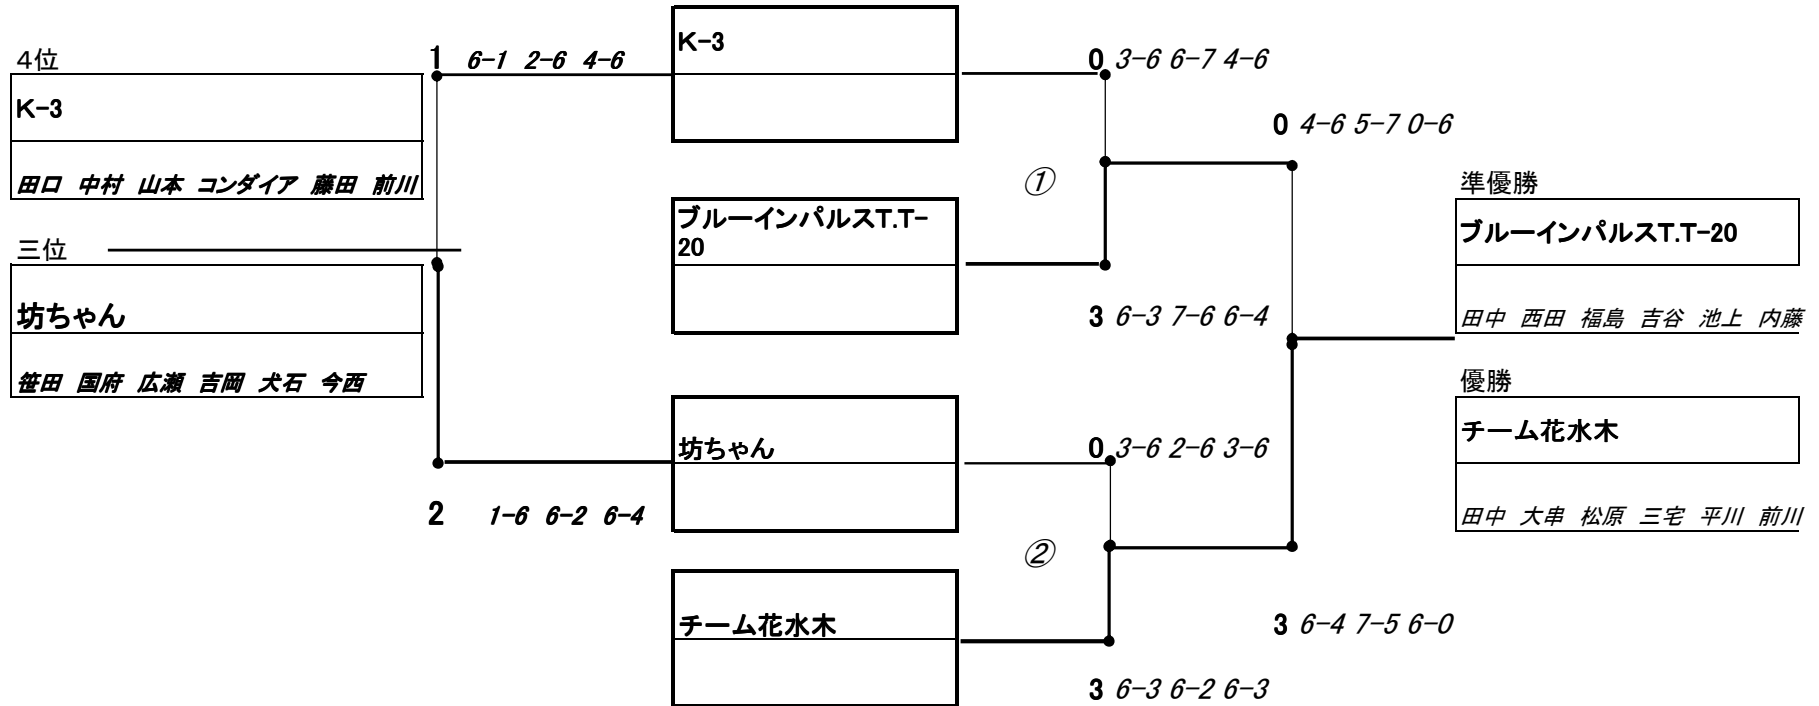 4位
K-3
田口 中村 山本 コンダイア 藤田 前川
三位
坊ちゃん
笹田 国府 広瀬 吉岡 犬石 今西
1 6-1 2-6 4-6
2 1-6 6-2 6-4
K-3
ブルーインパルスT.T-
20
坊ちゃん
チーム花水木
0 3-6 6-7 4-6
①
3 6-3 7-6 6-4
0 3-6 2-6 3-6
②
3 6-3 6-2 6-3
0 4-6 5-7 0-6
3 6-4 7-5 6-0
準優勝
ブルーインパルスT.T-20
田中 西田 福島 吉谷 池上 内藤
優勝
チーム花水木
田中 大串 松原 三宅 平川 前川